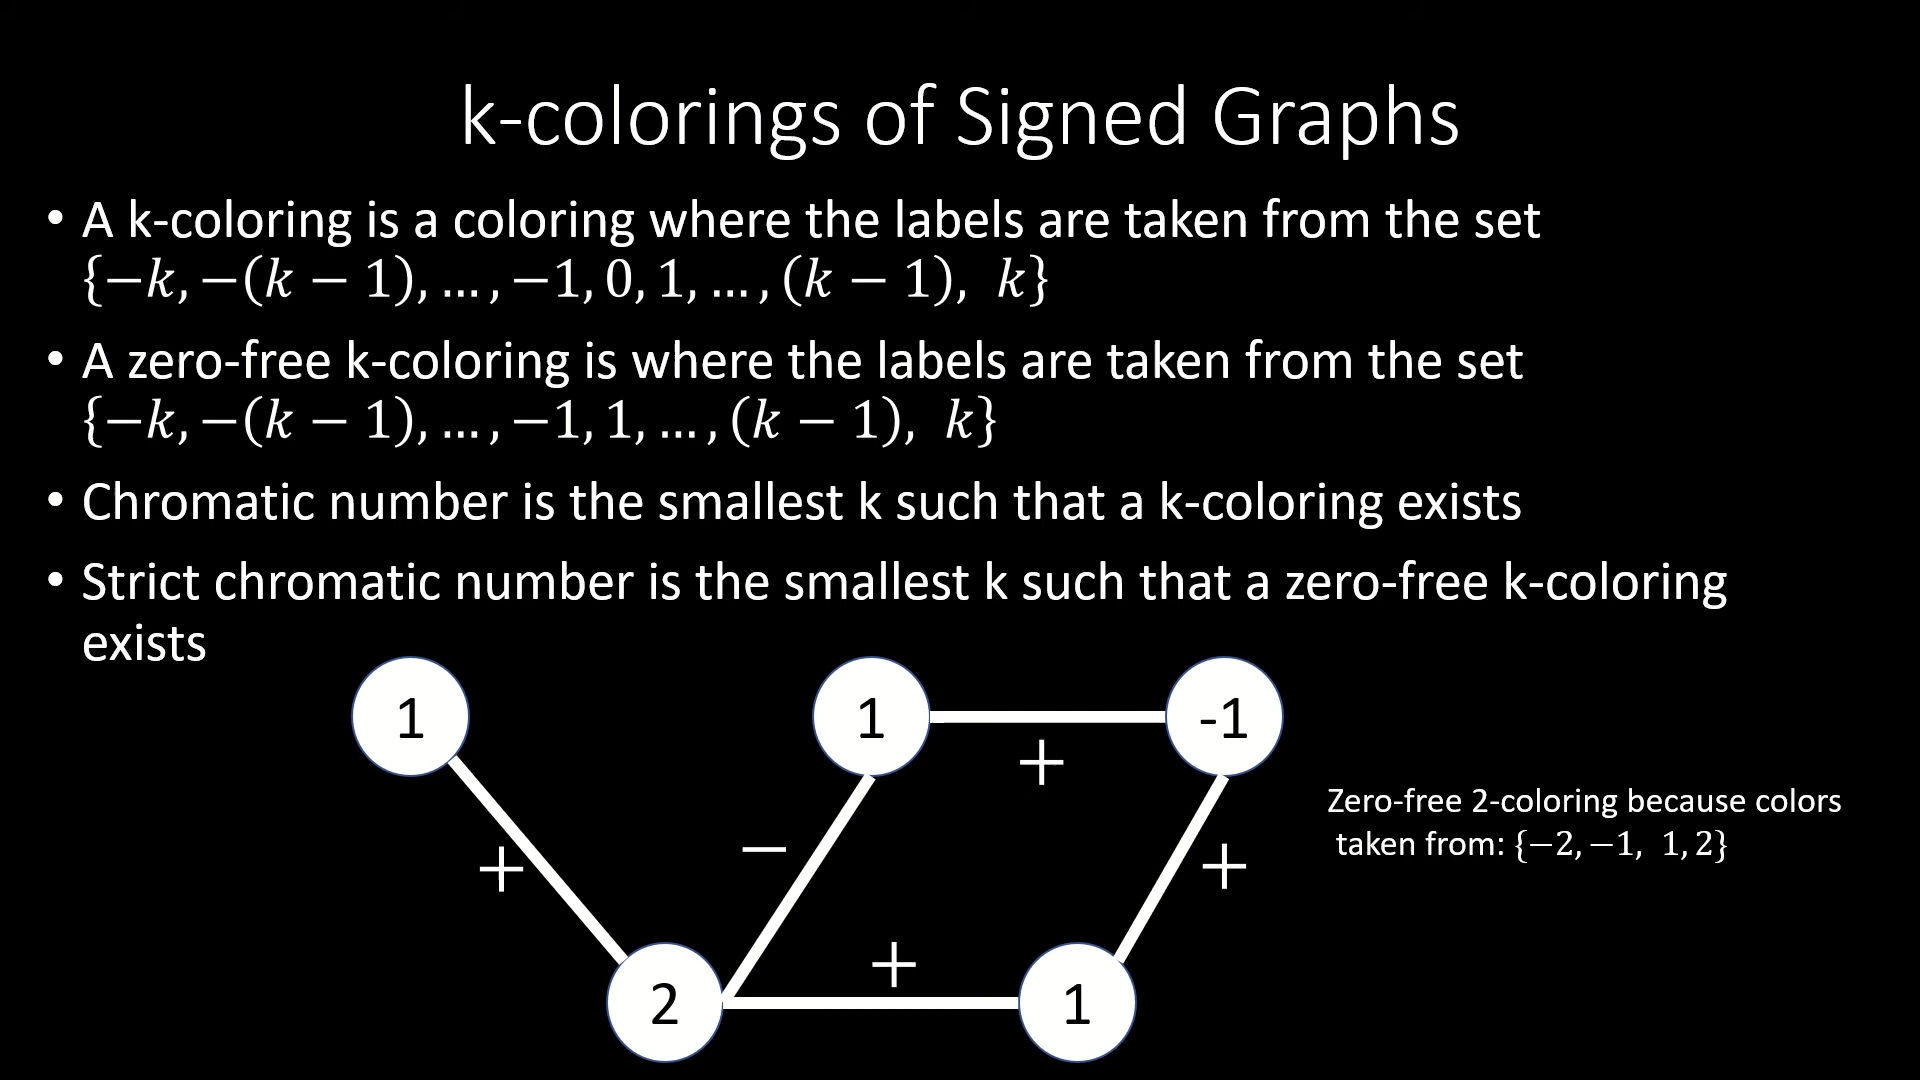 k-colorings of Signed Graphs
• A k-coloring is a coloring where the labels are taken from the set
{−k, −(k − 1), … , −1, 0, 1, … , (k − 1), k}
• A zero-free k-coloring is where the labels are taken from the set
{−k, −(k − 1), … , −1, 1, … , (k − 1), k}
• Chromatic number is the smallest k such that a k-coloring exists
• Strict chromatic number is the smallest k such that a zero-free k-coloring
exists
1
1
-1
+
Zero-free 2-coloring because colors
taken from: {−2, −1, 1, 2}
−
+
+
+
2
1